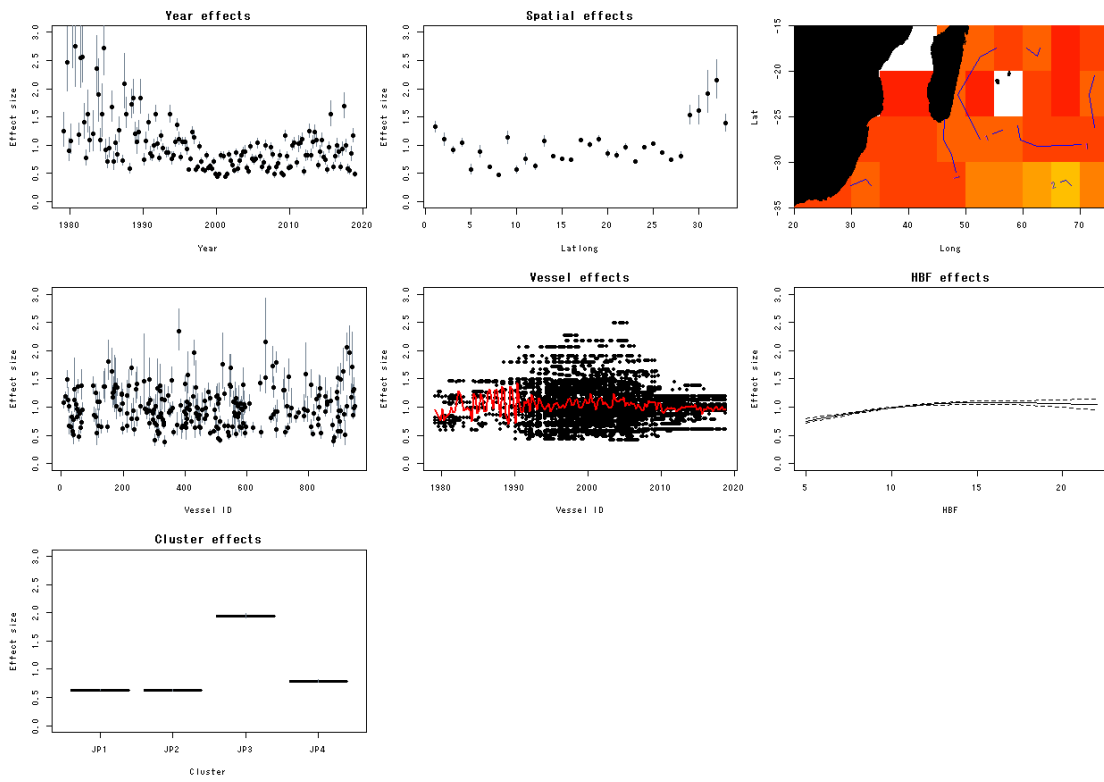 Year effects
Effect size
0.0 0.5 1.0 1.5 2.0 2.5 3.0
1980 1990 2000 2010 2020
Year
Spatial effects
Effect size
0.0 0.5 1.0 1.5 2.0 2.5 3.0
0 5 10 15 20 25 30
Latlong
Lat
-35 -30 -25 -20 -15
2
20 30 40 50 60 70
Long
Effect size
0.0 0.5 1.0 1.5 2.0 2.5 3.0
0 200 400 600 800
Vessel ID
Vessel effects
Effect size
0.0 0.5 1.0 1.5 2.0 2.5 3.0
1980 1990 2000 2010 2020
Vessel ID
HBF effects
Effect size
0.0 0.5 1.0 1.5 2.0 2.5 3.0
5 10 15 20
HBF
Cluster effects
Effect size
0.0 0.5 1.0 1.5 2.0 2.5 3.0
JP1 JP2 JP3 JP4
Cluster